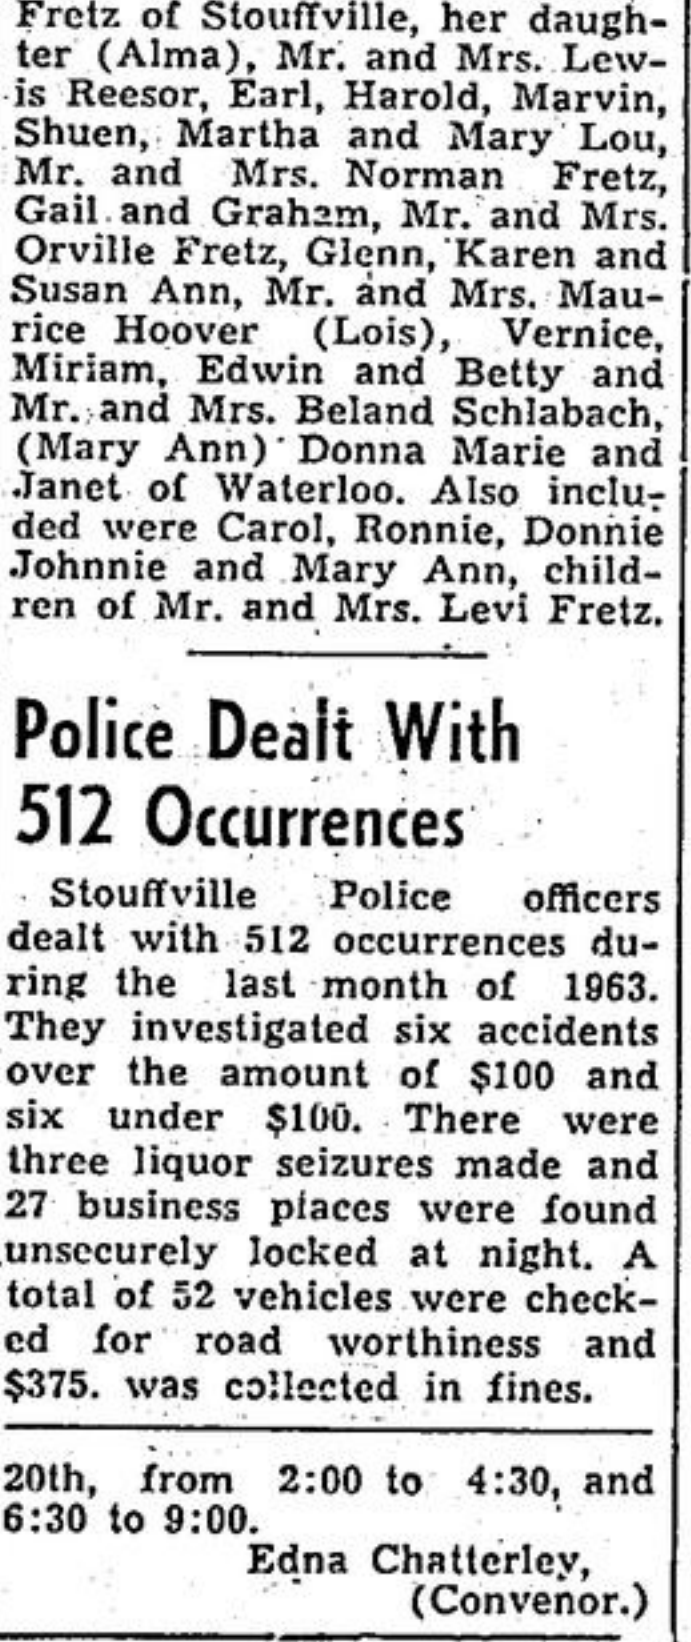 Fretz of Stouffville, her daugh-
ter (Alma), Mr. and Mrs. Lew-
is Reesor, Earl, Harold, Marvin,
Shuen, Martha and Mary Lou,
Mr. and Mrs. Norman Fretz,
Gail and Graham, Mr. and Mrs.
Orville Fretz, Glenn, Karen and
Susan Ann, Mr. and Mrs. Mau-
rice Hoover (Lois), Vernice,
Miriam, Edwin and Betty and
Mr. and Mrs. Beland Schlabach,
(Mary Ann) Donna Marie and
Janet of Waterloo. Also inclu-
ded were Carol, Ronnie, Donnie
Johnnie and Mary Ann, child-
ren of Mr. and Mrs. Levi Fretz.
Police Dealt With
512 Occurrences
Stouffville Police officers
dealt with 512 occurrences du-
ring the last month of 1963.
They investigated six accidents
over the amount of $100 and
six under $100. There were
three liquor seizures made and
27 business places were found
unsecurely locked at night. A
total of 52 vehicles were check-
ed for road worthiness and
$375. was collected in fines.
20th, from 2:00 to 4:30, and
6:30 to 9:00.
Edna Chatterley,
(Convenor.)